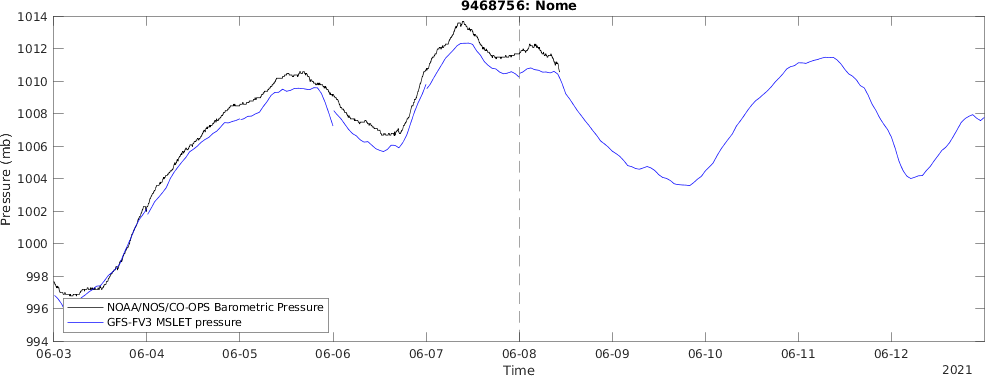 9468756: Nome
1014
1012
1010
1008
1006
1004
1002
1000
998
996
994
Pressure (mb)
NOAA/NOS/CO-OPS Barometric Pressure
GFS-FV3 MSLET pressure
06-03 06-04 06-05 06-06 06-07 06-08 06-09 06-10 06-11 06-12
Time
2021